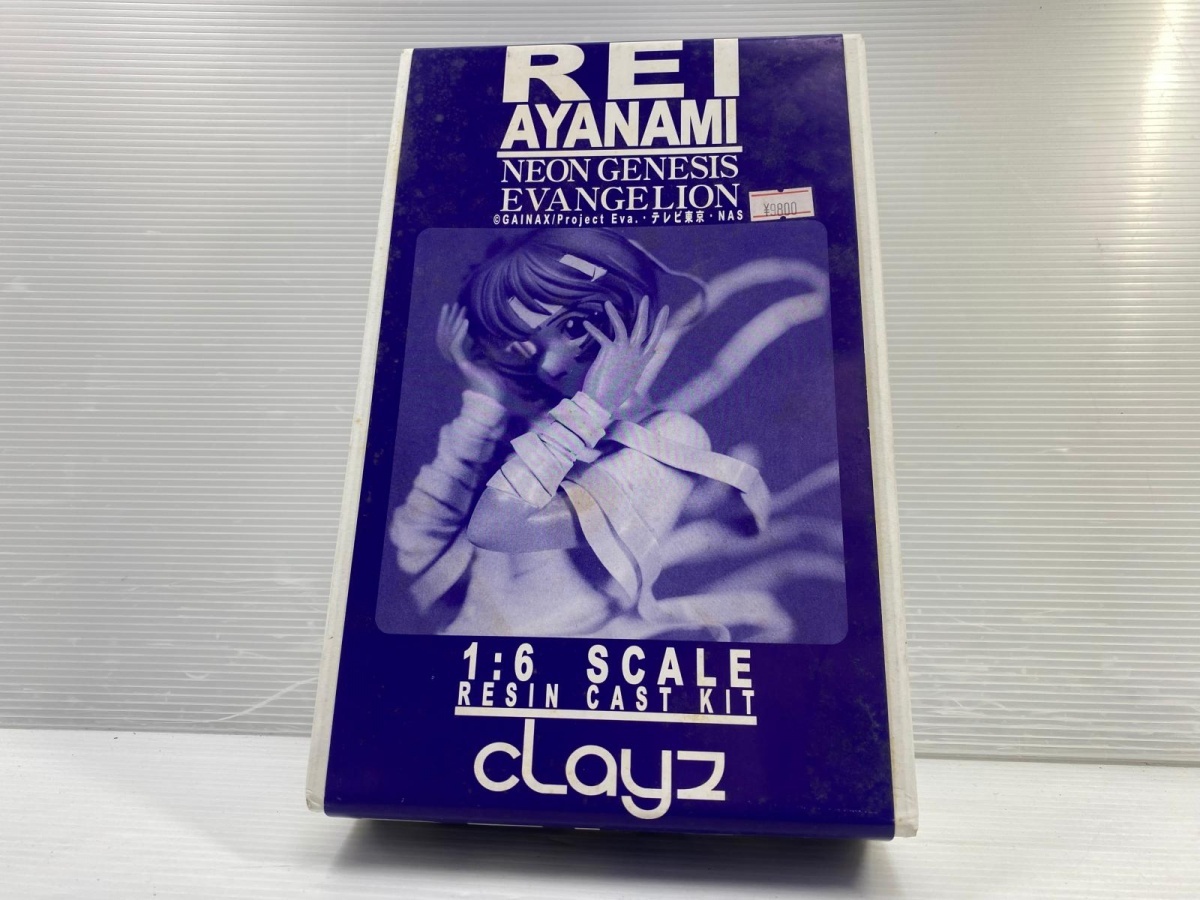 REI
AYANAMI
NEON GENESIS
EVANGELION
©GAINAX/Project Eva.・テレビ東京・NAS
¥9800
1:6 SCALE
RESIN CAST KIT
clayz